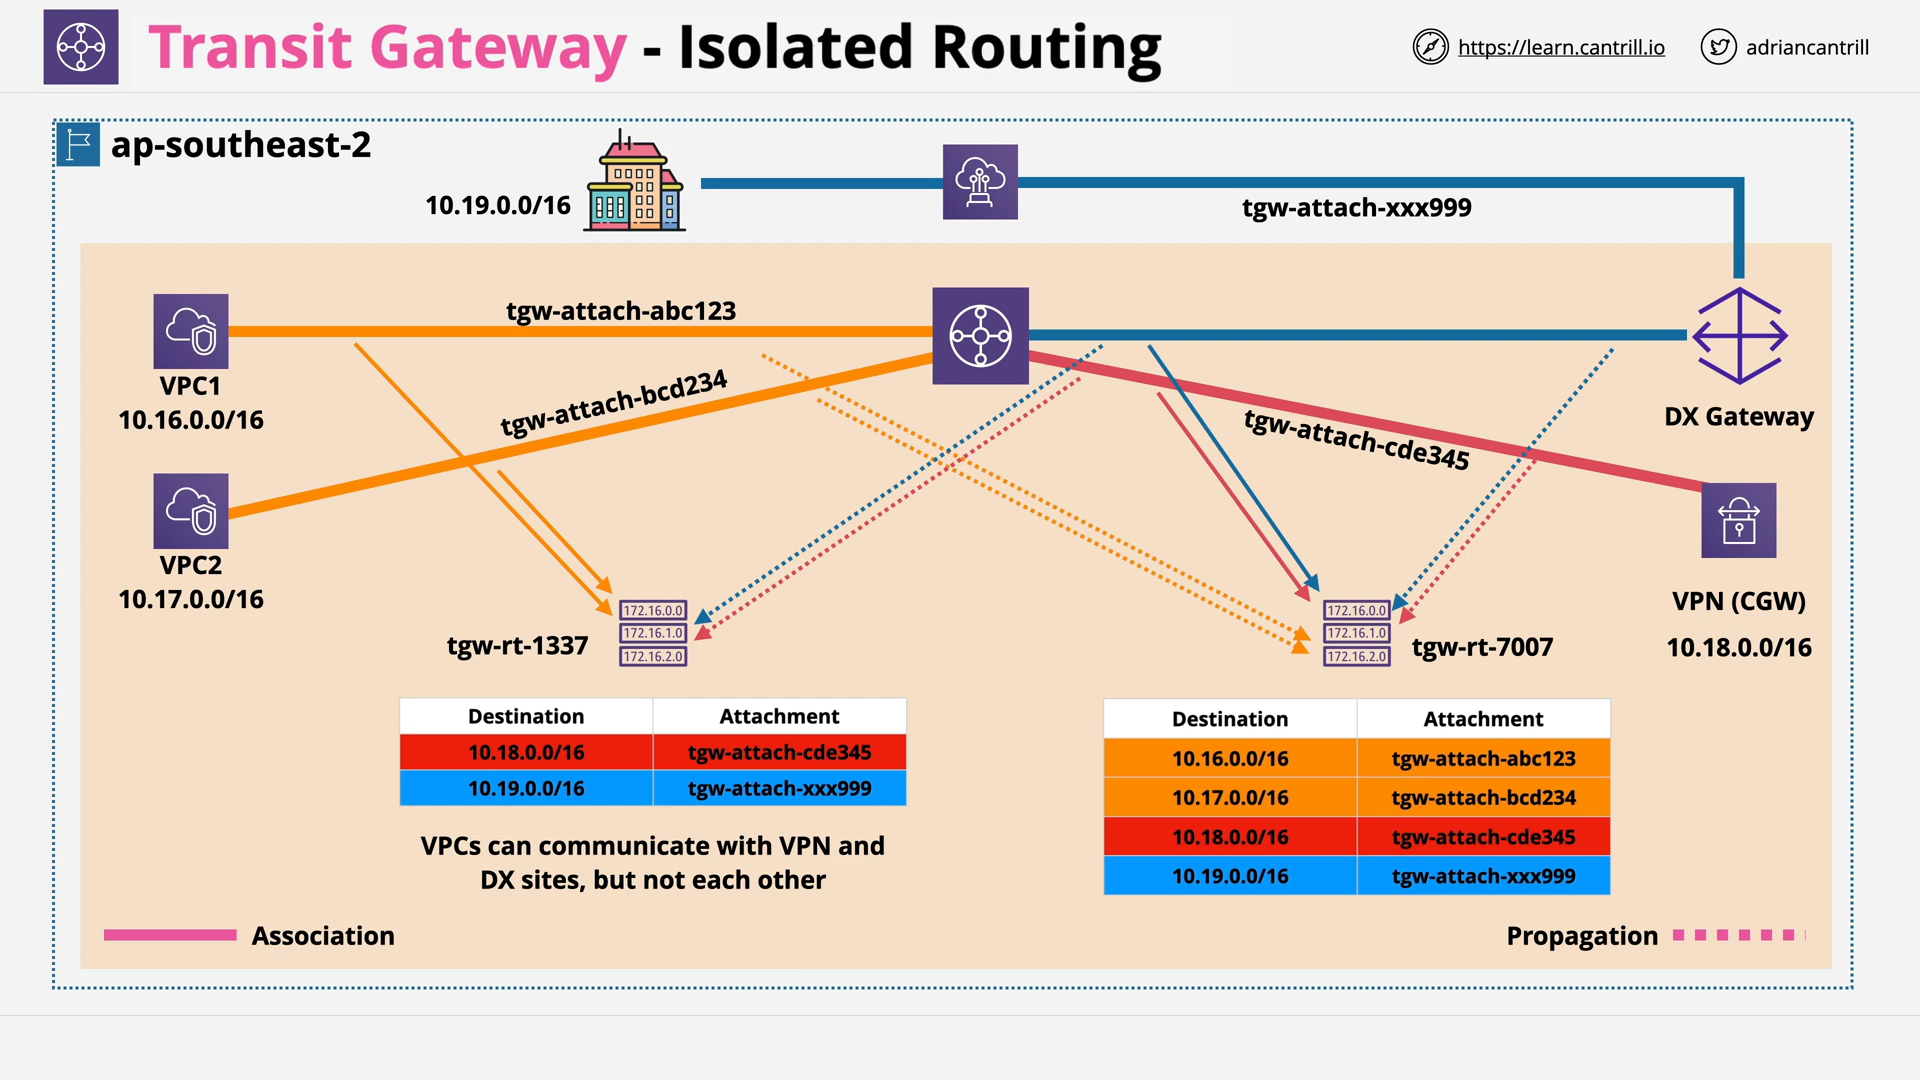 Transit Gateway - Isolated Routing
https://learn.cantrill.io
adriancantrill
ap-southeast-2
10.19.0.0/16
tgw-attach-xxx999
tgw-attach-abc123
VPC1
10.16.0.0/16
tgw-attach-bcd234
tgw-attach-cde345
DX Gateway
VPC2
10.17.0.0/16
VPN (CGW)
10.18.0.0/16
tgw-rt-1337
172.16.0.0
172.16.1.0
172.16.2.0
172.16.0.0
172.16.1.0
172.16.2.0
tgw-rt-7007
Destination Attachment
10.18.0.0/16 tgw-attach-cde345
10.19.0.0/16 tgw-attach-xxx999
Destination Attachment
10.16.0.0/16 tgw-attach-abc123
10.17.0.0/16 tgw-attach-bcd234
10.18.0.0/16 tgw-attach-cde345
10.19.0.0/16 tgw-attach-xxx999
VPCs can communicate with VPN and
DX sites, but not each other
Association
Propagation